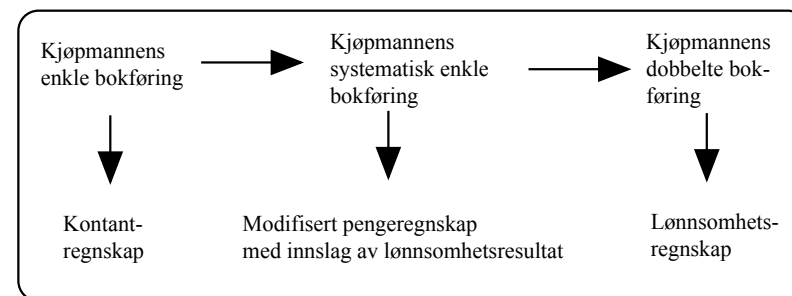 Kjøpmannens
enkle bokføring
Kjøpmannens
systematisk enkle
bokføring
Kjøpmannens
dobbelte bok-
føring
Kontant-
regnskap
Modifisert pengeregnskap
med innslag av lønnsomhetsresultat
Lønnsomhets-
regnskap